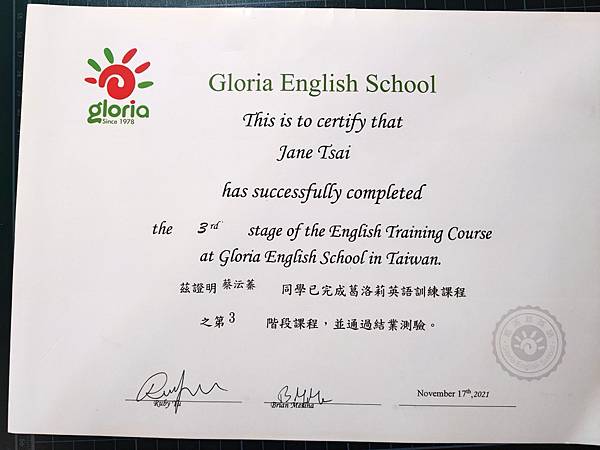 gloria
Since 1978
Gloria English School
This is to certify that
Jane Tsai
has successfully completed
the 3rd stage of the English Training Course
at Gloria English School in Taiwan.
茲證明 蔡沄蓁 同學已完成葛洛莉英語訓練課程
之第3 階段課程，並通過結業測驗。
Ruby Yu
Brian
November 17th,2021